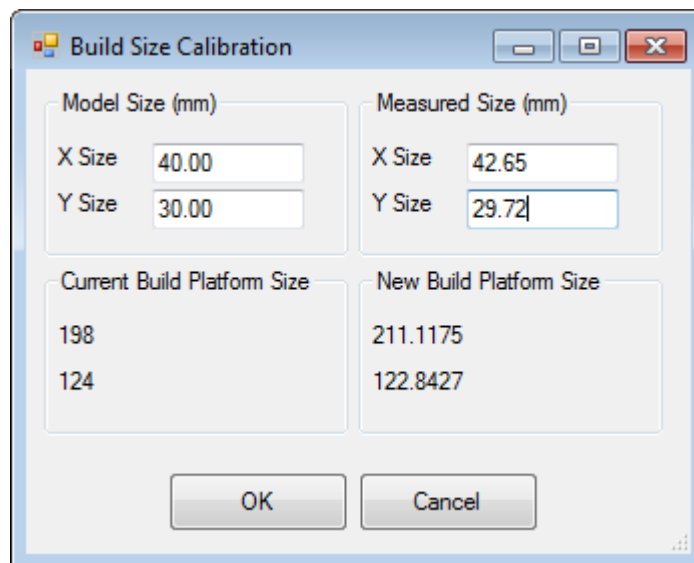 Build Size Calibration
Model Size (mm)
X Size 40.00
Y Size 30.00
Measured Size (mm)
X Size 42.65
Y Size 29.72
Current Build Platform Size
198
124
New Build Platform Size
211.1175
122.8427
OK Cancel